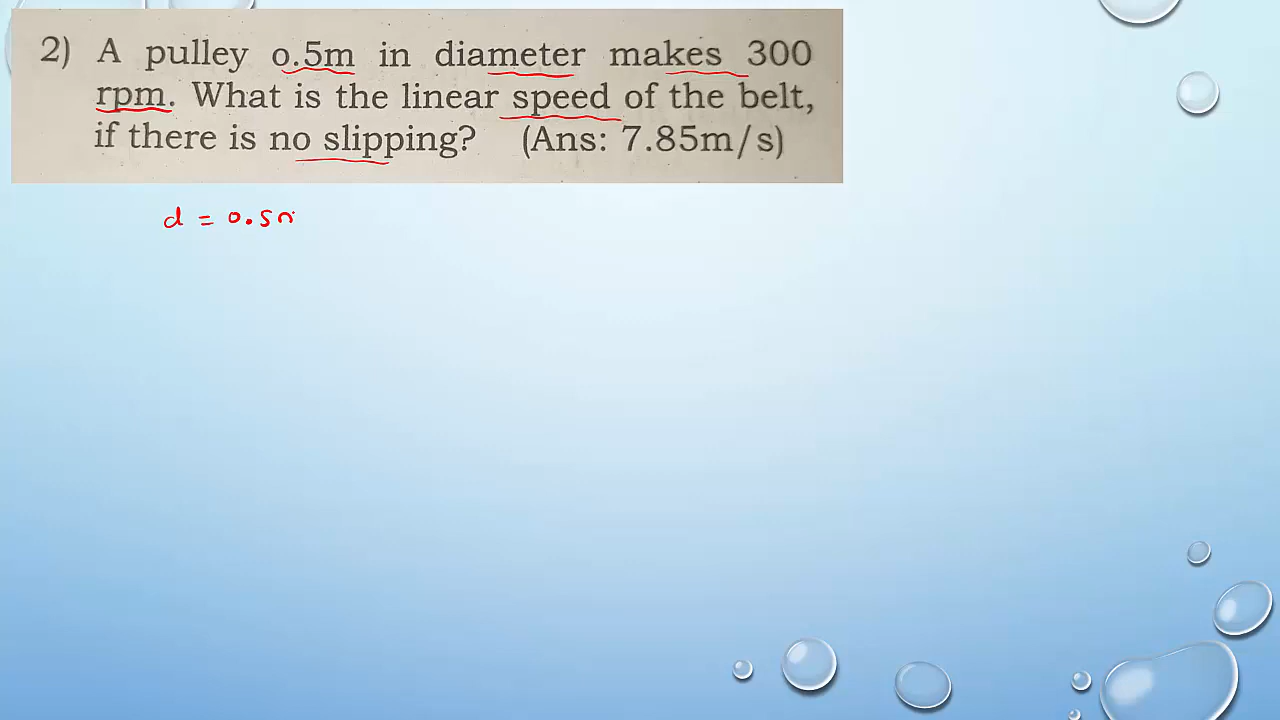 2) A pulley 0.5m in diameter makes 300
rpm. What is the linear speed of the belt,
if there is no slipping? (Ans: 7.85m/s)
d = 0.5m